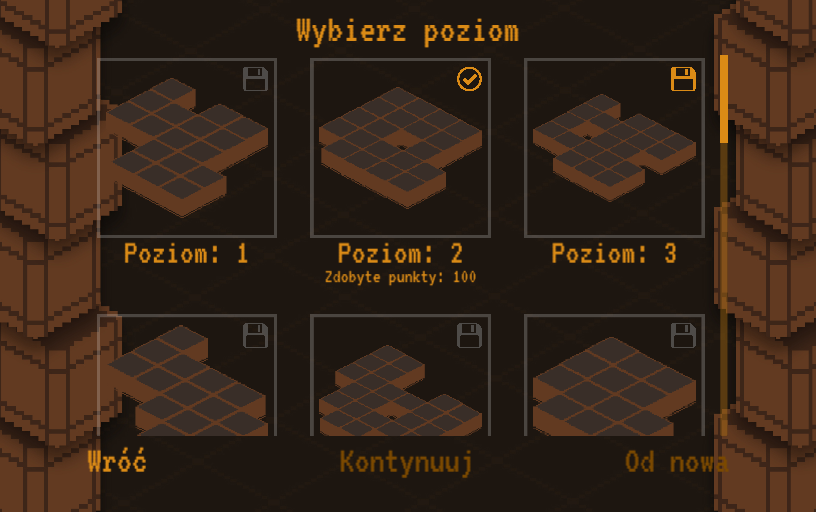 Wybierz poziom
Poziom: 1
Poziom: 2
Poziom: 3
Zdobyte punkty: 100
Wróć
Kontynuuj
Od nowa